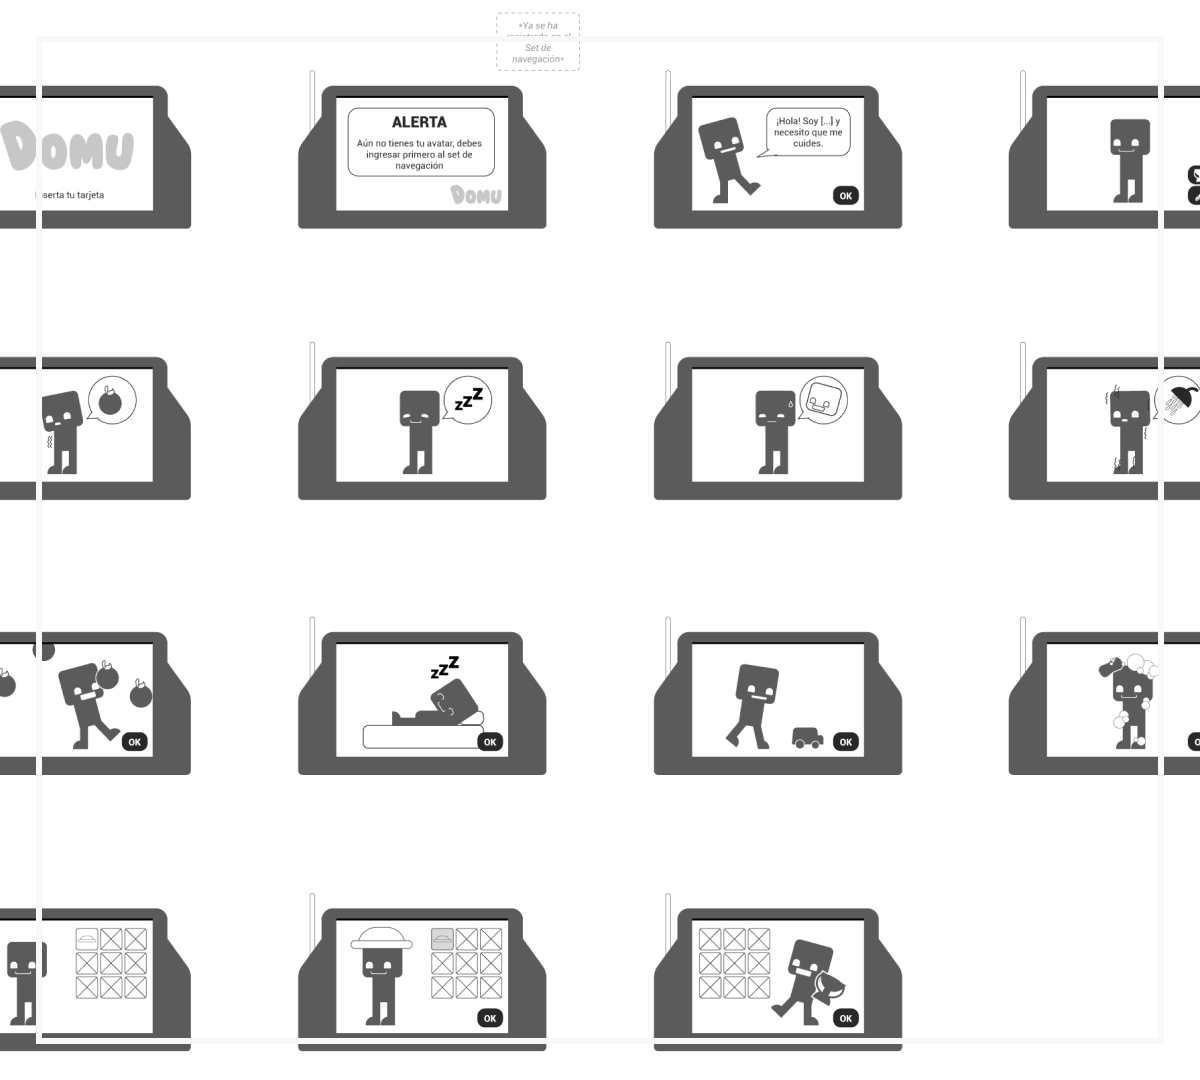 *Ya se ha
Set de
navegación*
DOMU
serta tu tarjeta
ALERTA
Aún no tienes tu avatar, debes
ingresar primero al set de
navegación
DOMU
¡Hola! Soy [...] y
necesito que me
cuides.
OK
zzZ
OK
zzZ
OK
OK
OK
OK